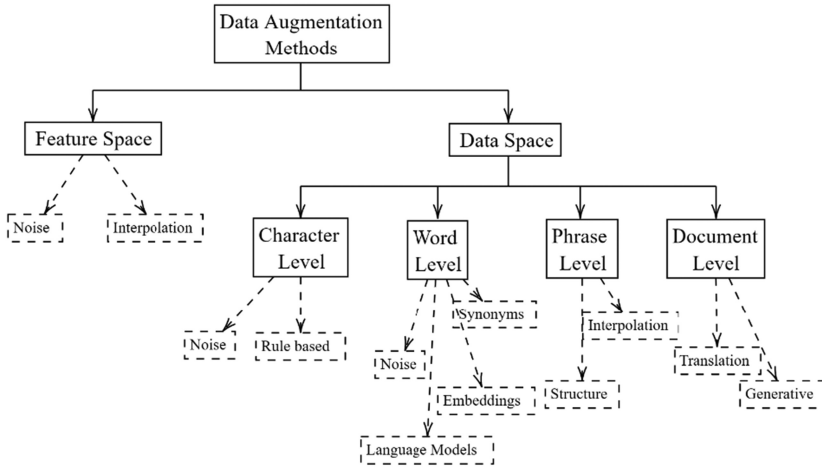 Data Augmentation
Methods
Feature Space
Data Space
Noise
Interpolation
Character
Level
Word
Level
Phrase
Level
Document
Level
Noise
Rule based
Synonyms
Noise
Embeddings
Language Models
Interpolation
Structure
Translation
Generative